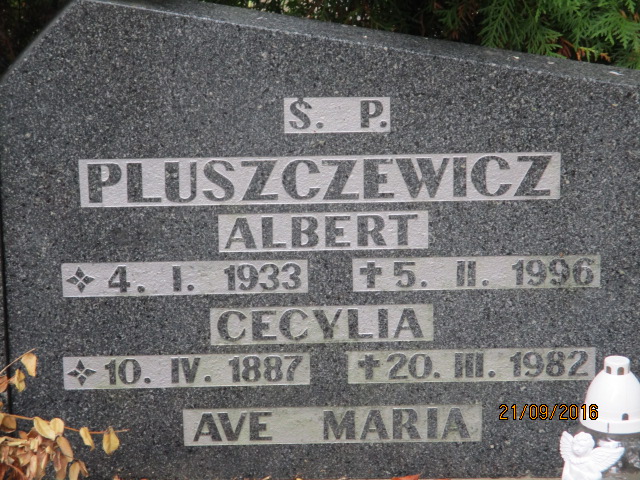 Ś. P.
PLUSZCZEWICZ
ALBERT
4. I. 1933 5. II. 1996
CECYLIA
10. IV. 1887 20. III. 1982
AVE MARIA
21/09/2016